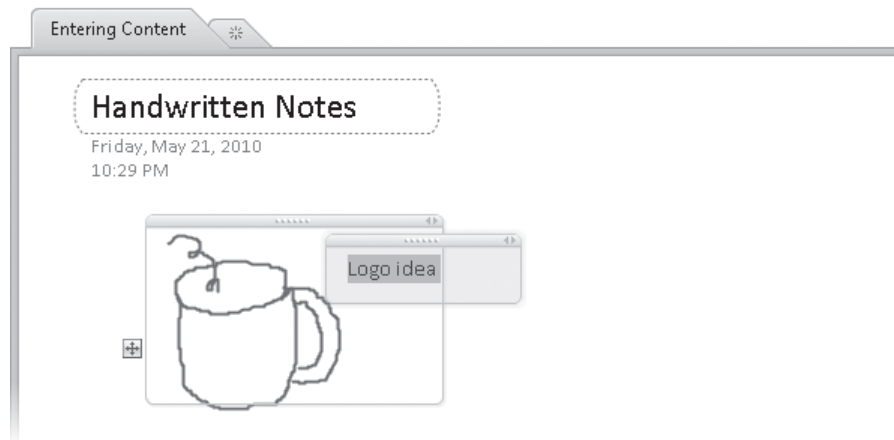 Entering Content
Handwritten Notes
Friday, May 21, 2010
10:29 PM
Logo idea